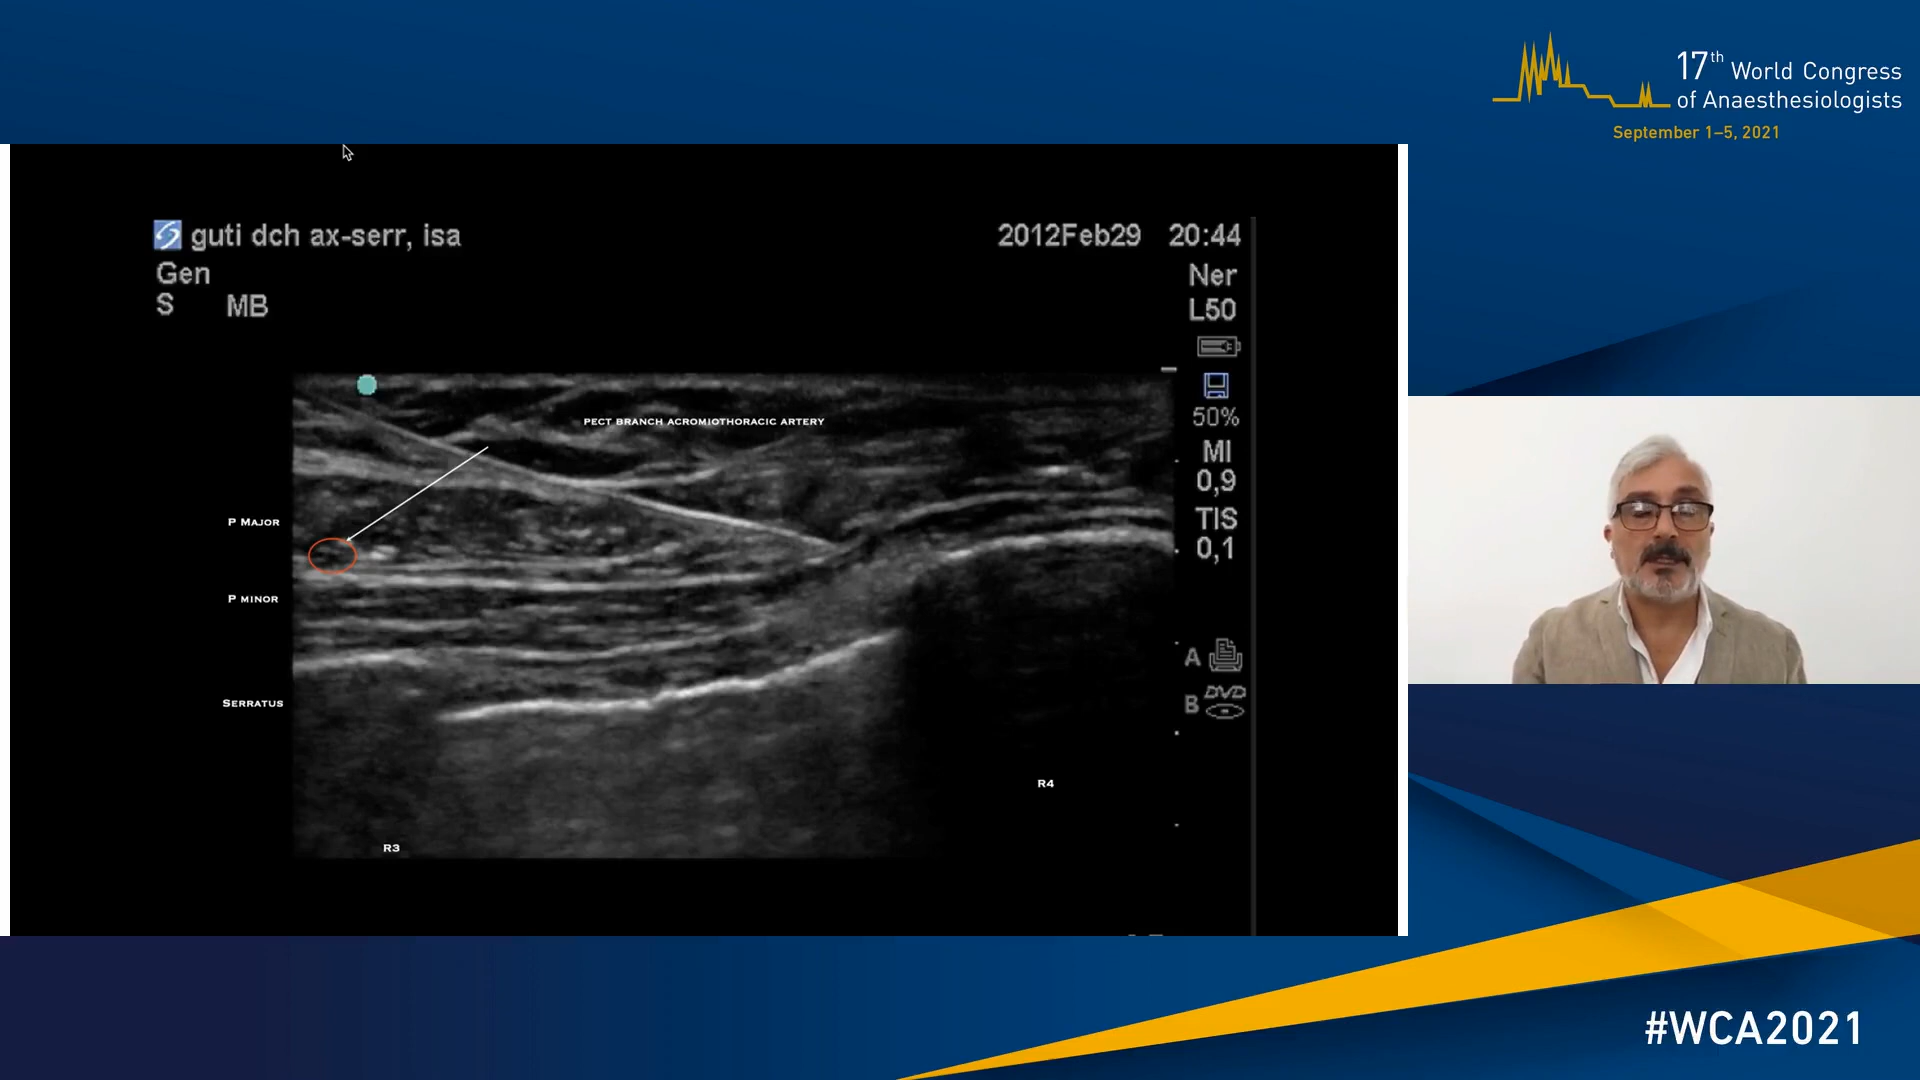 17th World Congress
of Anaesthesiologists
September 1–5, 2021
guti dch ax-serr, isa
2012Feb29 20:44
Gen
Ner
S MB
L50
50%
PECT BRANCH ACROMIOTHORACIC ARTERY
MI
0,9
P MAJOR
TIS
0,1
P MINOR
A
SERRATUS
B DVD
R4
R3
#WCA2021